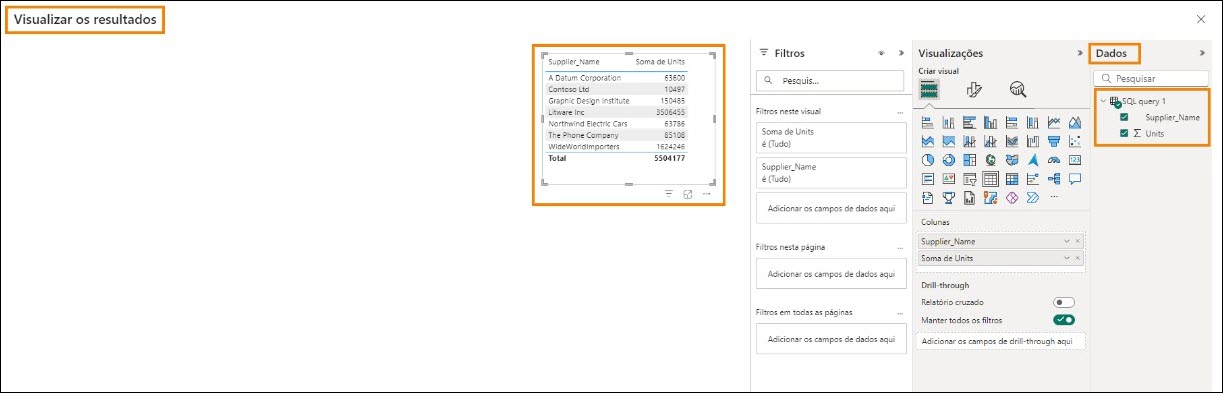 Visualizar os resultados
Supplier_Name Soma de Units
A Datum Corporation 63600
Contoso Ltd 10497
Graphic Design Institute 150485
Litware Inc 3506455
Northwind Electric Cars 63786
The Phone Company 85108
WideWorldImporters 1624246
Total 5504177
Filtros
Pesquis...
Filtros neste visual ...
Soma de Units
é (Tudo)
Supplier_Name
é (Tudo)
Adicionar os campos de dados aqui
Filtros nesta página ...
Adicionar os campos de dados aqui
Filtros em todas as páginas ...
Adicionar os campos de dados aqui
Visualizações
Criar visual
123
...
Colunas
Supplier_Name
Soma de Units
Drill-through
Relatório cruzado
Manter todos os filtros
Adicionar os campos de drill-through aqui
Dados
Pesquisar
SQL query 1
Supplier_Name
Σ Units